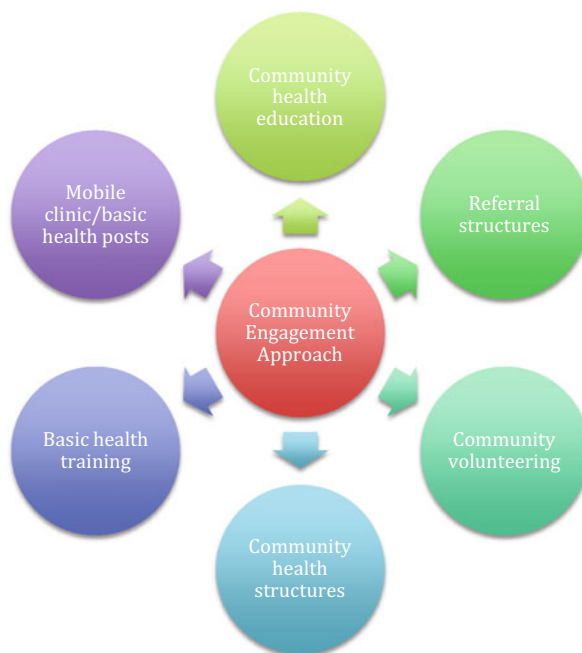 Community
health
education
Mobile
clinic/basic
health posts
Referral
structures
Community
Engagement
Approach
Basic health
training
Community
volunteering
Community
health
structures